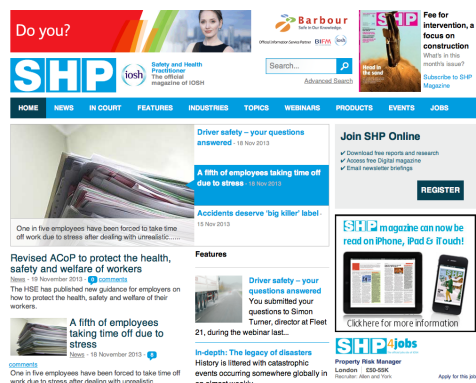 Do you?
Barbour
Safe in Our Knowledge
Official Information Service Partner BIFM iosh
SHP
Head in
the sand
Fee for
intervention, a
focus on
construction
What's in this
month's issue?
Subscribe to SHP
Magazine
SHP
iosh
Safety and Health
Practitioner
The official
magazine of IOSH
Search...
Advanced Search
HOME NEWS IN COURT FEATURES INDUSTRIES TOPICS WEBINARS PRODUCTS EVENTS JOBS
One in five employees have been forced to take time
off work due to stress after dealing with unrealistic......
Driver safety – your questions
answered - 18 Nov 2013
A fifth of employees taking time off
due to stress - 18 Nov 2013
Accidents deserve 'big killer' label -
15 Nov 2013
Join SHP Online
✔ Download free reports and research
✔ Access free Digital magazine
✔ Email newsletter briefings
REGISTER
Revised ACoP to protect the health,
safety and welfare of workers
News - 19 November 2013 - 0 comments
The HSE has published new guidance for employers on
how to protect the health, safety and welfare of their
workers.
A fifth of employees
taking time off due to
stress
News - 18 November 2013 - 0
comments
One in five employees have been forced to take time
off work due to stress after dealing with unrealistic
Features
Driver safety – your
questions answered
You submitted your
questions to Simon
Turner, director at Fleet
21, during the webinar last...
In-depth: The legacy of disasters
History is littered with catastrophic
events occurring somewhere globally in
an almost weekly
SHP magazine can now be
read on iPhone, iPad & iTouch!
Click here for more information
SHP4jobs
Property Risk Manager
London | £50-55K
Recruiter: Allen and York
Apply for this job